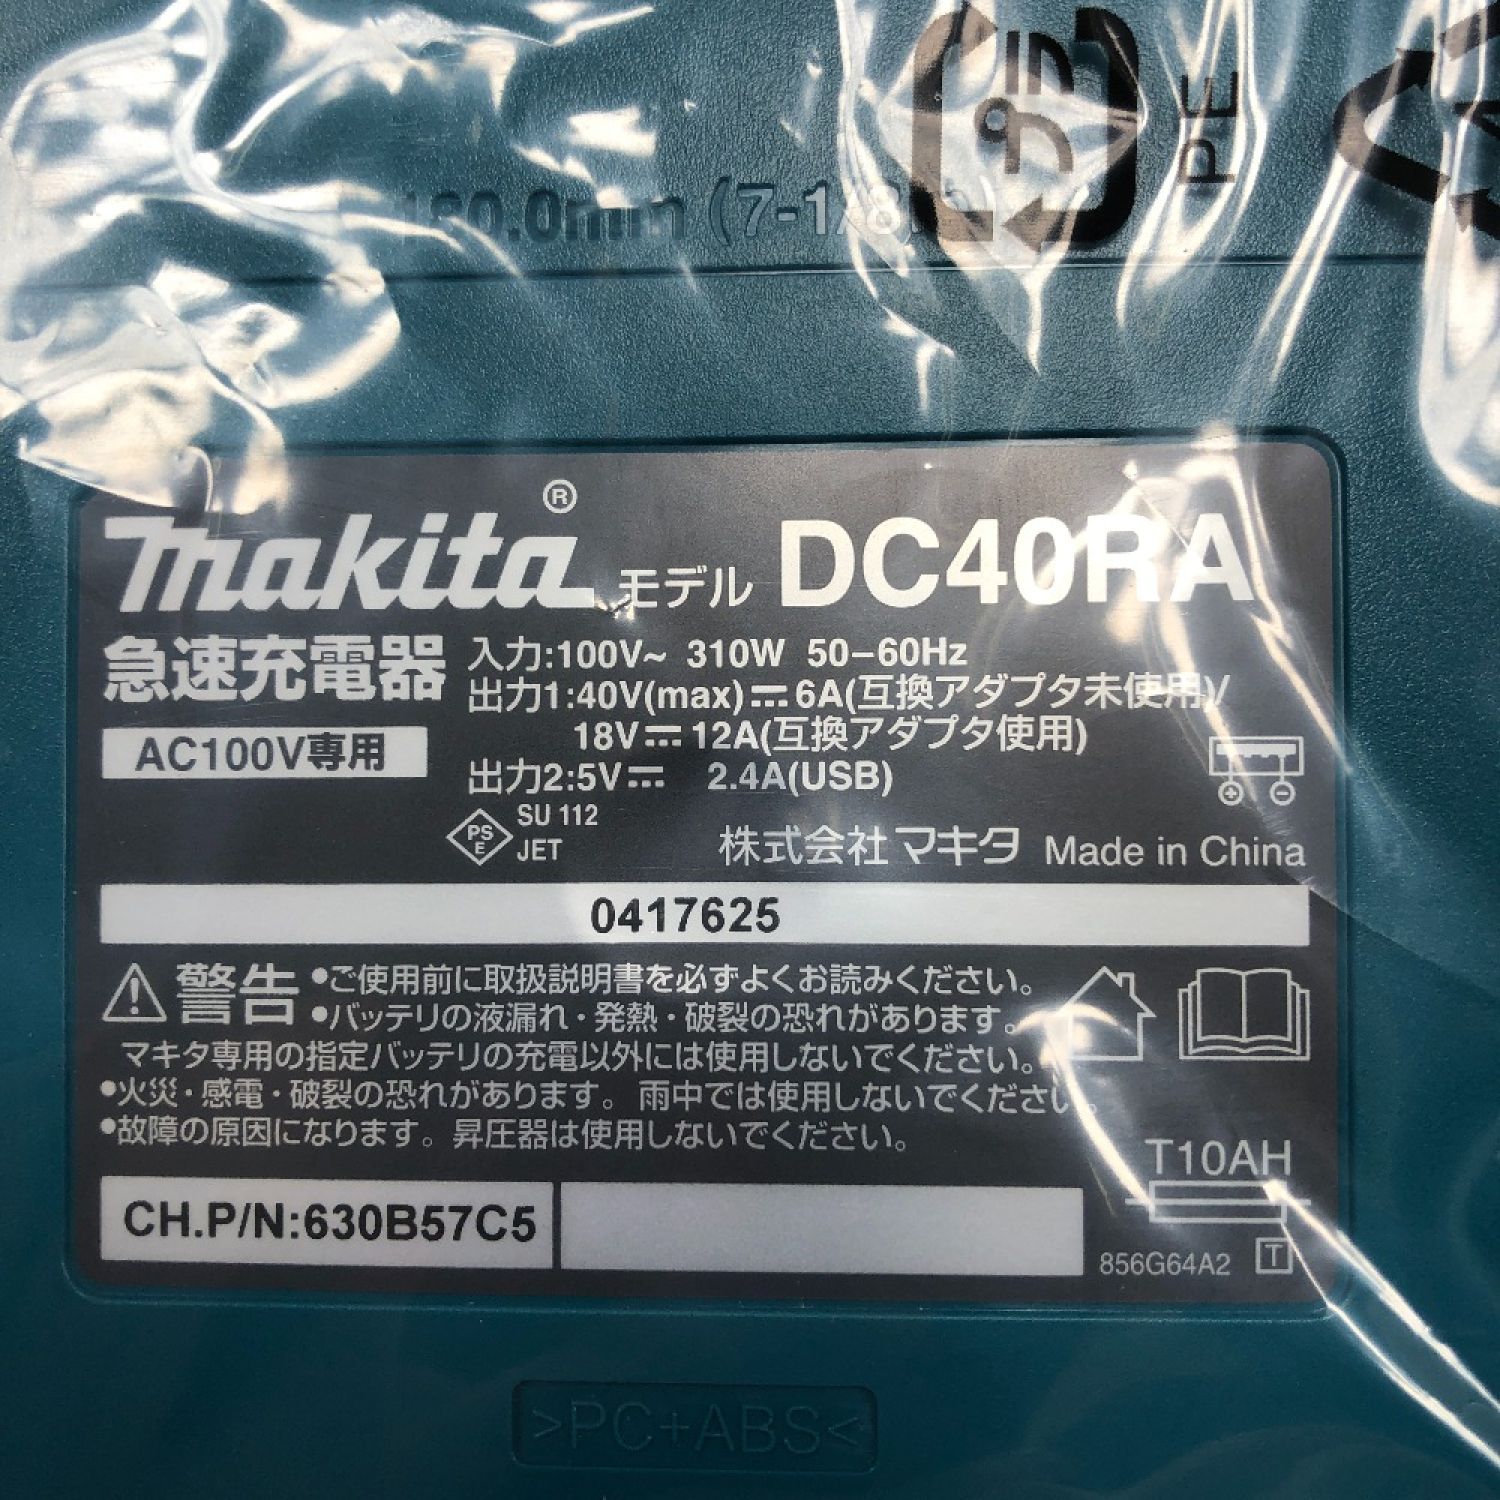 プラ
PE
180.0mm (7-1/8
makita® モデル DC40RA
急速充電器
AC100V専用
入力:100V~ 310W 50–60Hz
出力1:40V(max)⎓6A(互換アダプタ未使用)/
18V⎓12A(互換アダプタ使用)
出力2:5V⎓ 2.4A(USB)
PSE
SU 112
JET
株式会社マキタ Made in China
0417625
警告 •ご使用前に取扱説明書を必ずよくお読みください。
•バッテリの液漏れ・発熱・破裂の恐れがあります。
マキタ専用の指定バッテリの充電以外には使用しないでください。
•火災・感電・破裂の恐れがあります。雨中では使用しないでください。
•故障の原因になります。昇圧器は使用しないでください。
T10AH
CH.P/N:630B57C5
856G64A2 T
>PC+ABS<